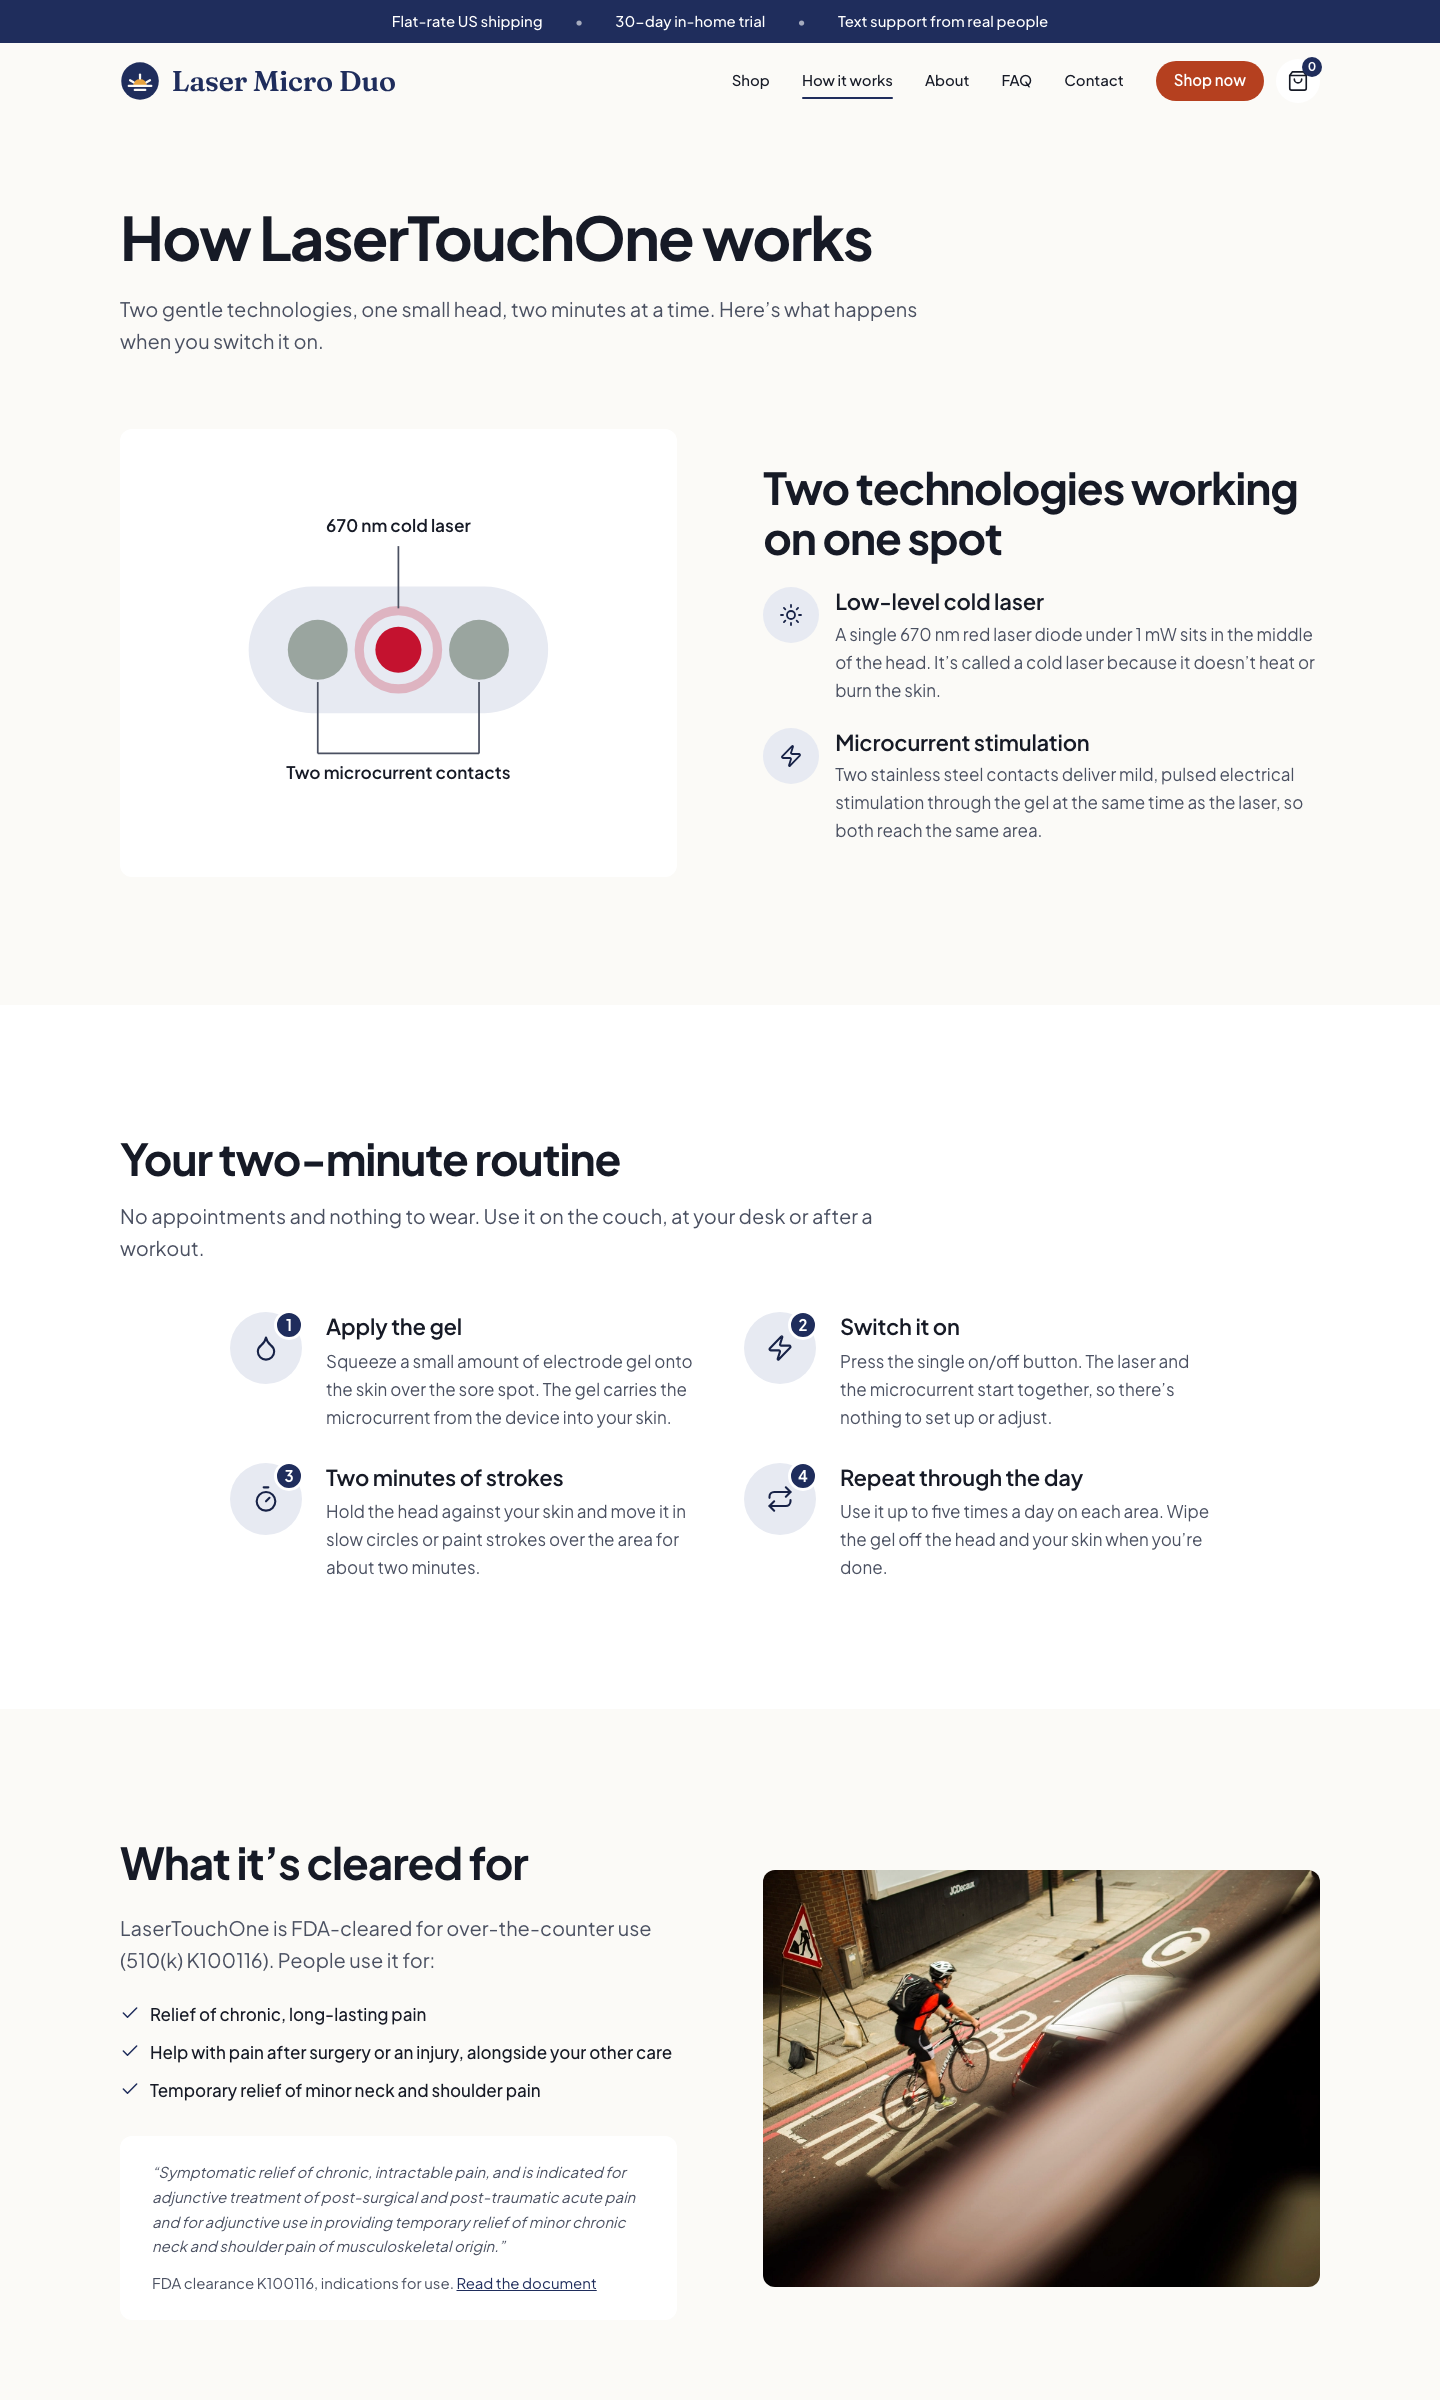 Flat-rate US shipping • 30-day in-home trial • Text support from real people
Laser Micro Duo
Shop How it works About FAQ Contact Shop now 0
How LaserTouchOne works
Two gentle technologies, one small head, two minutes at a time. Here’s what happens
when you switch it on.
670 nm cold laser
Two microcurrent contacts
Two technologies working
on one spot
Low-level cold laser
A single 670 nm red laser diode under 1 mW sits in the middle
of the head. It’s called a cold laser because it doesn’t heat or
burn the skin.
Microcurrent stimulation
Two stainless steel contacts deliver mild, pulsed electrical
stimulation through the gel at the same time as the laser, so
both reach the same area.
Your two-minute routine
No appointments and nothing to wear. Use it on the couch, at your desk or after a
workout.
1
Apply the gel
Squeeze a small amount of electrode gel onto
the skin over the sore spot. The gel carries the
microcurrent from the device into your skin.
2
Switch it on
Press the single on/off button. The laser and
the microcurrent start together, so there’s
nothing to set up or adjust.
3
Two minutes of strokes
Hold the head against your skin and move it in
slow circles or paint strokes over the area for
about two minutes.
4
Repeat through the day
Use it up to five times a day on each area. Wipe
the gel off the head and your skin when you’re
done.
What it’s cleared for
LaserTouchOne is FDA-cleared for over-the-counter use
(510(k) K100116). People use it for:
Relief of chronic, long-lasting pain
Help with pain after surgery or an injury, alongside your other care
Temporary relief of minor neck and shoulder pain
“Symptomatic relief of chronic, intractable pain, and is indicated for
adjunctive treatment of post-surgical and post-traumatic acute pain
and for adjunctive use in providing temporary relief of minor chronic
neck and shoulder pain of musculoskeletal origin.”
FDA clearance K100116, indications for use. Read the document
JCDecaux
BU